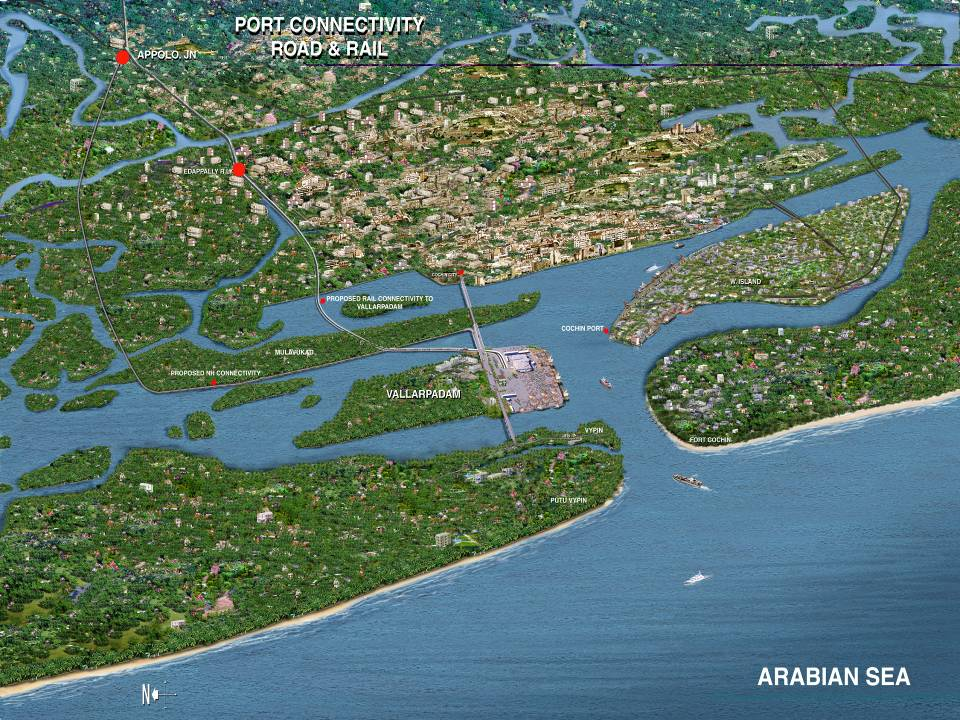 PORT CONNECTIVITY
ROAD & RAIL
APPOLO. JN
EDAPPALLY R.LY
PROPOSED RAIL CONNECTIVITY TO
VALLARPADAM
W. ISLAND
COCHIN PORT
MULAVUKAD
PROPOSED NH CONNECTIVITY
VALLARPADAM
VYPIN
FORT COCHIN
PUTU VYPIN
ARABIAN SEA
N